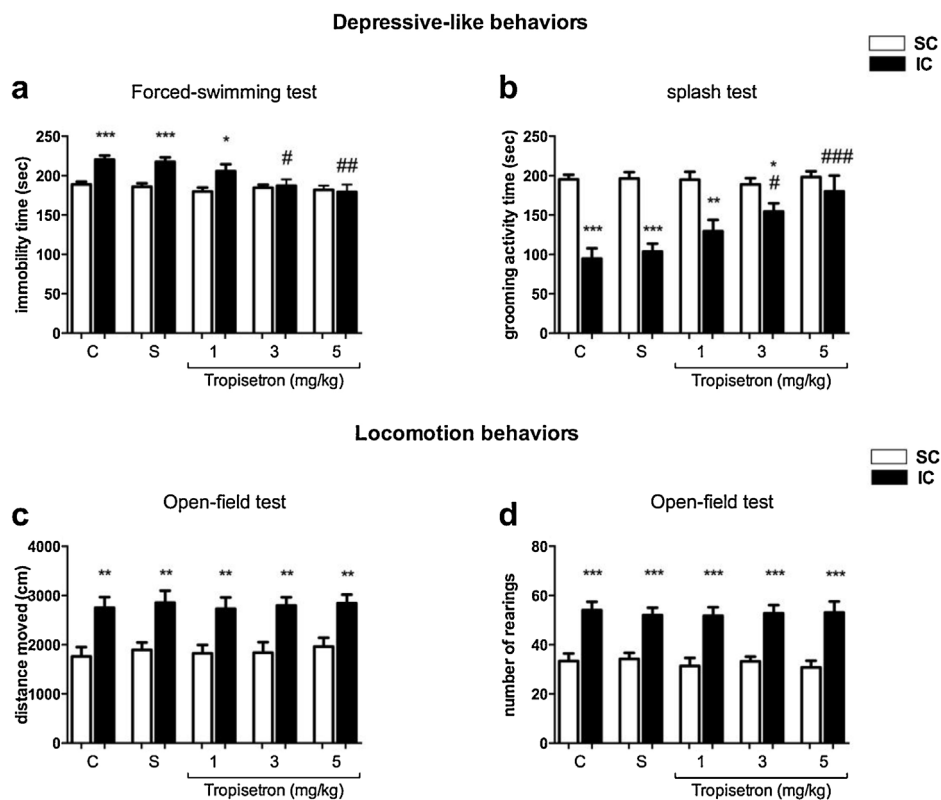 Depressive-like behaviors
SC
IC
a
Forced-swimming test
immobility time (sec)
250
200
150
100
50
0
***
***
*
#
##
C S 1 3 5
Tropisetron (mg/kg)
b
splash test
grooming activity time (sec)
250
200
150
100
50
0
***
***
**
*
#
###
C S 1 3 5
Tropisetron (mg/kg)
Locomotion behaviors
SC
IC
c
Open-field test
distance moved (cm)
4000
3000
2000
1000
0
** ** ** ** **
C S 1 3 5
Tropisetron (mg/kg)
d
Open-field test
number of rearings
80
60
40
20
0
*** *** *** *** ***
C S 1 3 5
Tropisetron (mg/kg)